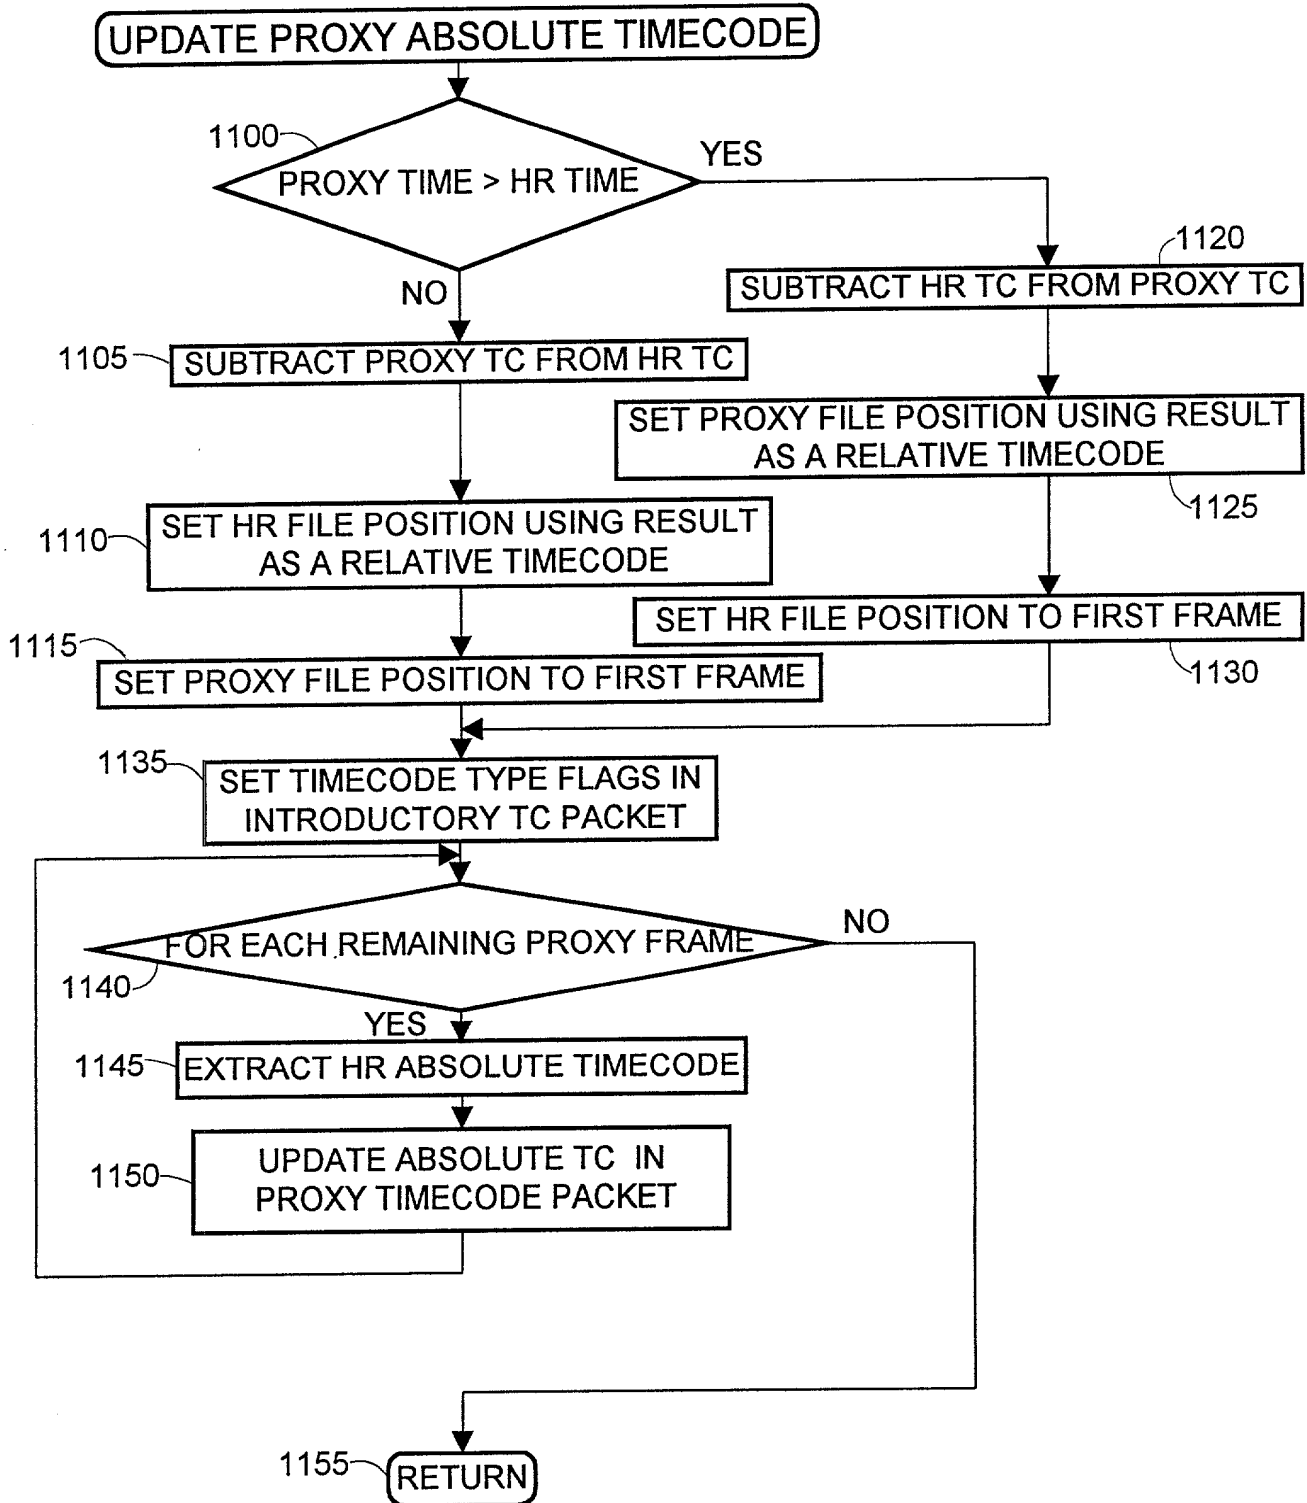 UPDATE PROXY ABSOLUTE TIMECODE
1100
PROXY TIME > HR TIME
YES
NO
1120
SUBTRACT HR TC FROM PROXY TC
1105
SUBTRACT PROXY TC FROM HR TC
SET PROXY FILE POSITION USING RESULT
AS A RELATIVE TIMECODE
1125
1110
SET HR FILE POSITION USING RESULT
AS A RELATIVE TIMECODE
SET HR FILE POSITION TO FIRST FRAME
1130
1115
SET PROXY FILE POSITION TO FIRST FRAME
1135
SET TIMECODE TYPE FLAGS IN
INTRODUCTORY TC PACKET
FOR EACH REMAINING PROXY FRAME
NO
1140
YES
1145
EXTRACT HR ABSOLUTE TIMECODE
1150
UPDATE ABSOLUTE TC IN
PROXY TIMECODE PACKET
1155
RETURN